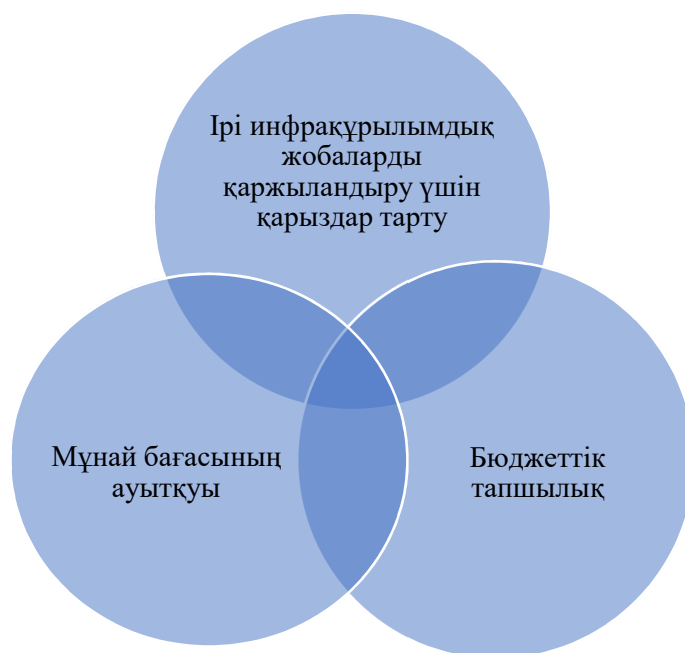 Ірі инфрақұрылымдық
жобаларды
қаржыландыру үшін
қарыздар тарту
Мұнай бағасының
ауытқуы
Бюджеттік
тапшылық